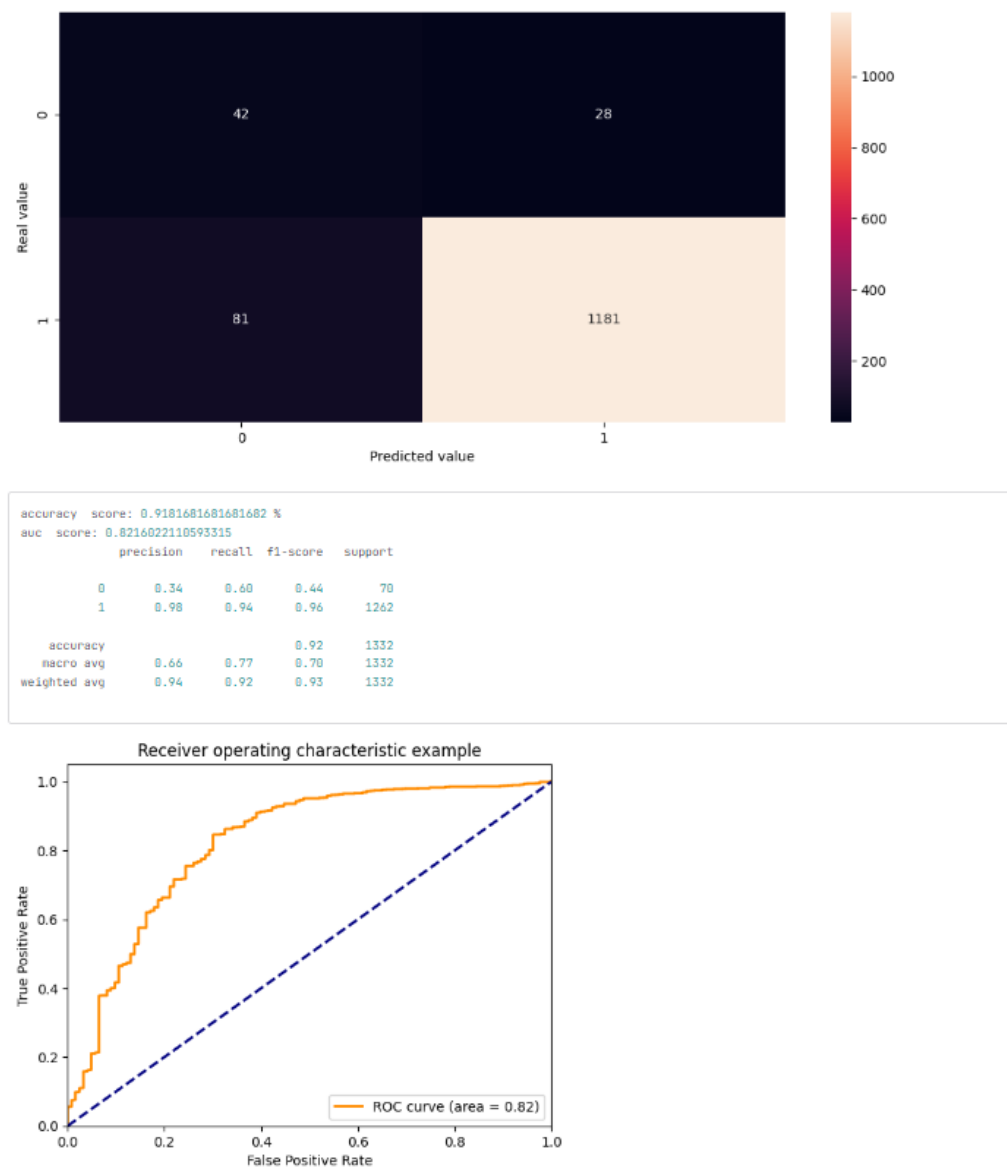 1000
0
42
28
800
Real value
600
400
1
81
1181
200
0
1
Predicted value
accuracy  score: 0.9181681681681682 %
auc  score: 0.8216022110593315
precision recall f1-score support
0 0.34 0.60 0.44 70
1 0.98 0.94 0.96 1262
accuracy 0.92 1332
macro avg 0.66 0.77 0.70 1332
weighted avg 0.94 0.92 0.93 1332
Receiver operating characteristic example
1.0
0.8
0.6
True Positive Rate
0.4
0.2
ROC curve (area = 0.82)
0.0
0.0 0.2 0.4 0.6 0.8 1.0
False Positive Rate